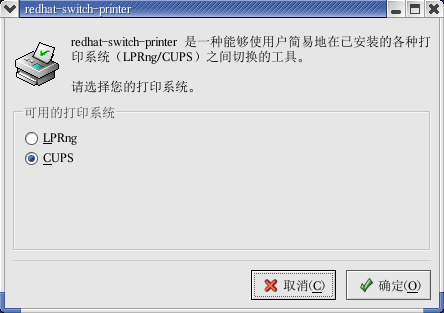 redhat-switch-printer
redhat-switch-printer 是一种能够使用户简易地在已安装的各种打
印系统（LPRng/CUPS）之间切换的工具。
请选择您的打印系统。
可用的打印系统
LPRng
CUPS
取消(C)
确定(O)